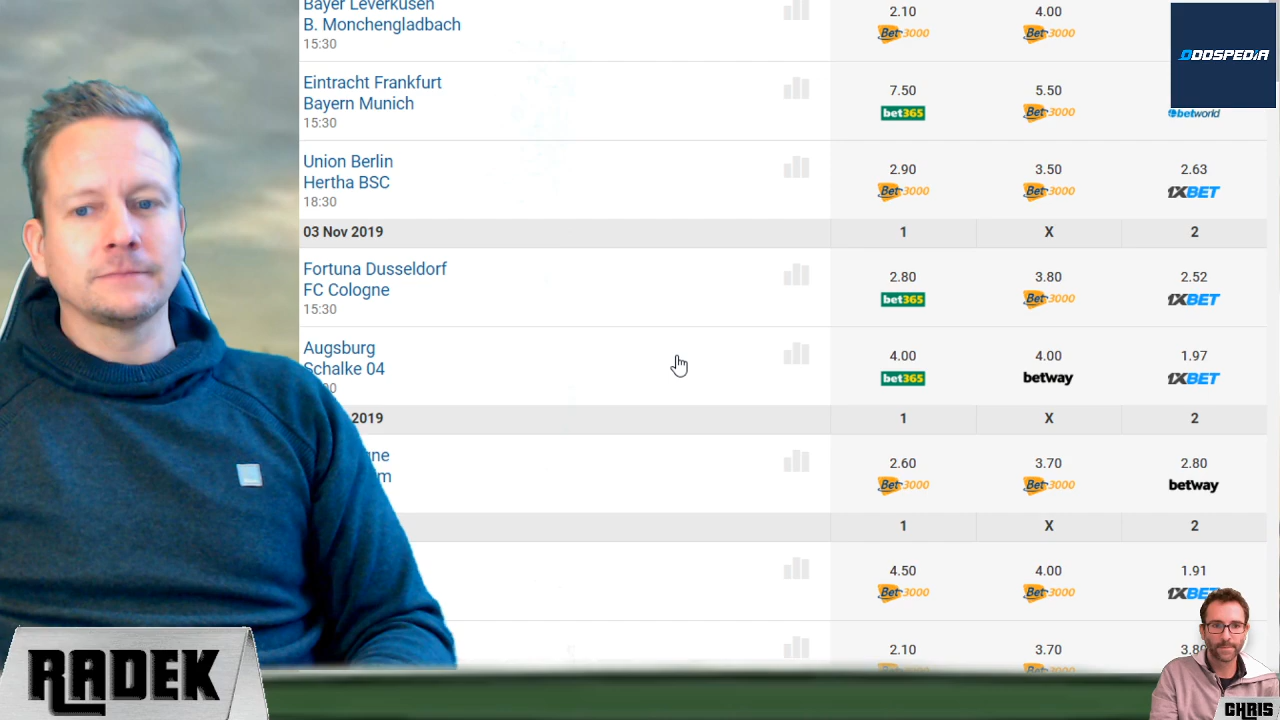 Bayer Leverkusen
2.10 4.00
B. Monchengladbach
Bet3000 Bet3000
15:30
ODDSPEDIA
Eintracht Frankfurt
7.50 5.50
Bayern Munich
bet365 Bet3000 betworld
15:30
Union Berlin
2.90 3.50 2.63
Hertha BSC
Bet3000 Bet3000 1XBET
18:30
03 Nov 2019 1 X 2
Fortuna Dusseldorf
2.80 3.80 2.52
FC Cologne
bet365 Bet3000 1XBET
15:30
Augsburg
4.00 4.00 1.97
Schalke 04
bet365 betway 1XBET
2019 1 X 2
2.60 3.70 2.80
Bet3000 Bet3000 betway
1 X 2
4.50 4.00 1.91
Bet3000 Bet3000 1XBET
2.10 3.70
RADEK
CHRIS